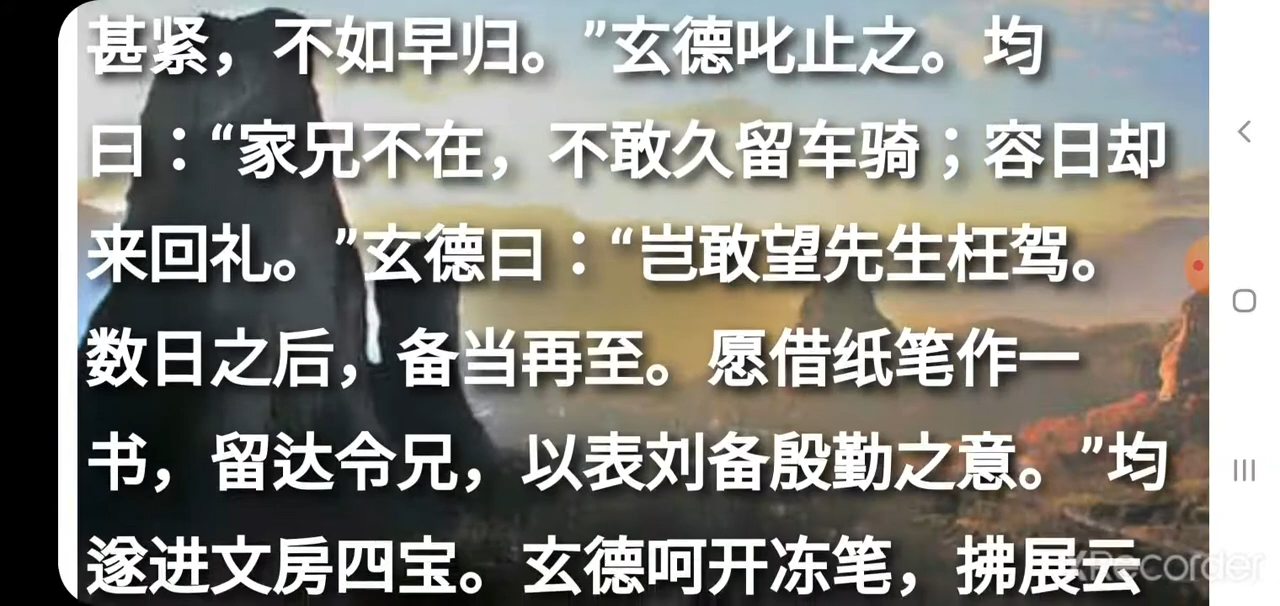 甚紧，不如早归。”玄德叱止之。均
曰：“家兄不在，不敢久留车骑；容日却
来回礼。”玄德曰：“岂敢望先生枉驾。
数日之后，备当再至。愿借纸笔作一
书，留达令兄，以表刘备殷勤之意。”均
遂进文房四宝。玄德呵开冻笔，拂展云
XRecorder